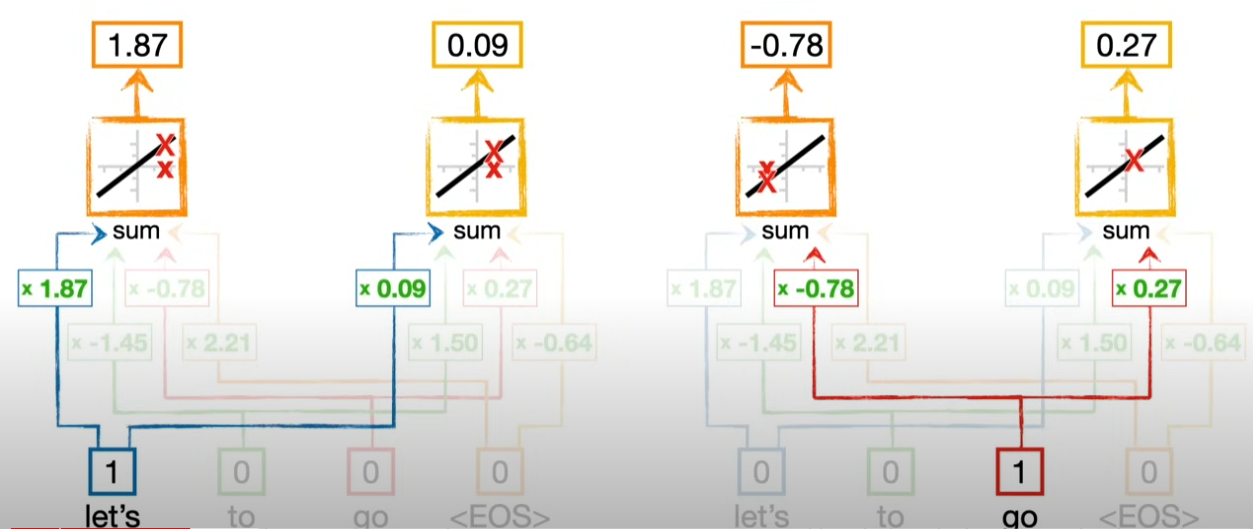 1.87 0.09 -0.78 0.27
sum sum sum sum
x 1.87 x -0.78 x 0.09 x 0.27 x 1.87 x -0.78 x 0.09 x 0.27
x -1.45 x 2.21 x 1.50 x -0.64 x -1.45 x 2.21 x 1.50 x -0.64
1 0 0 0 0 0 1 0
let's to go <EOS> let's to go <EOS>